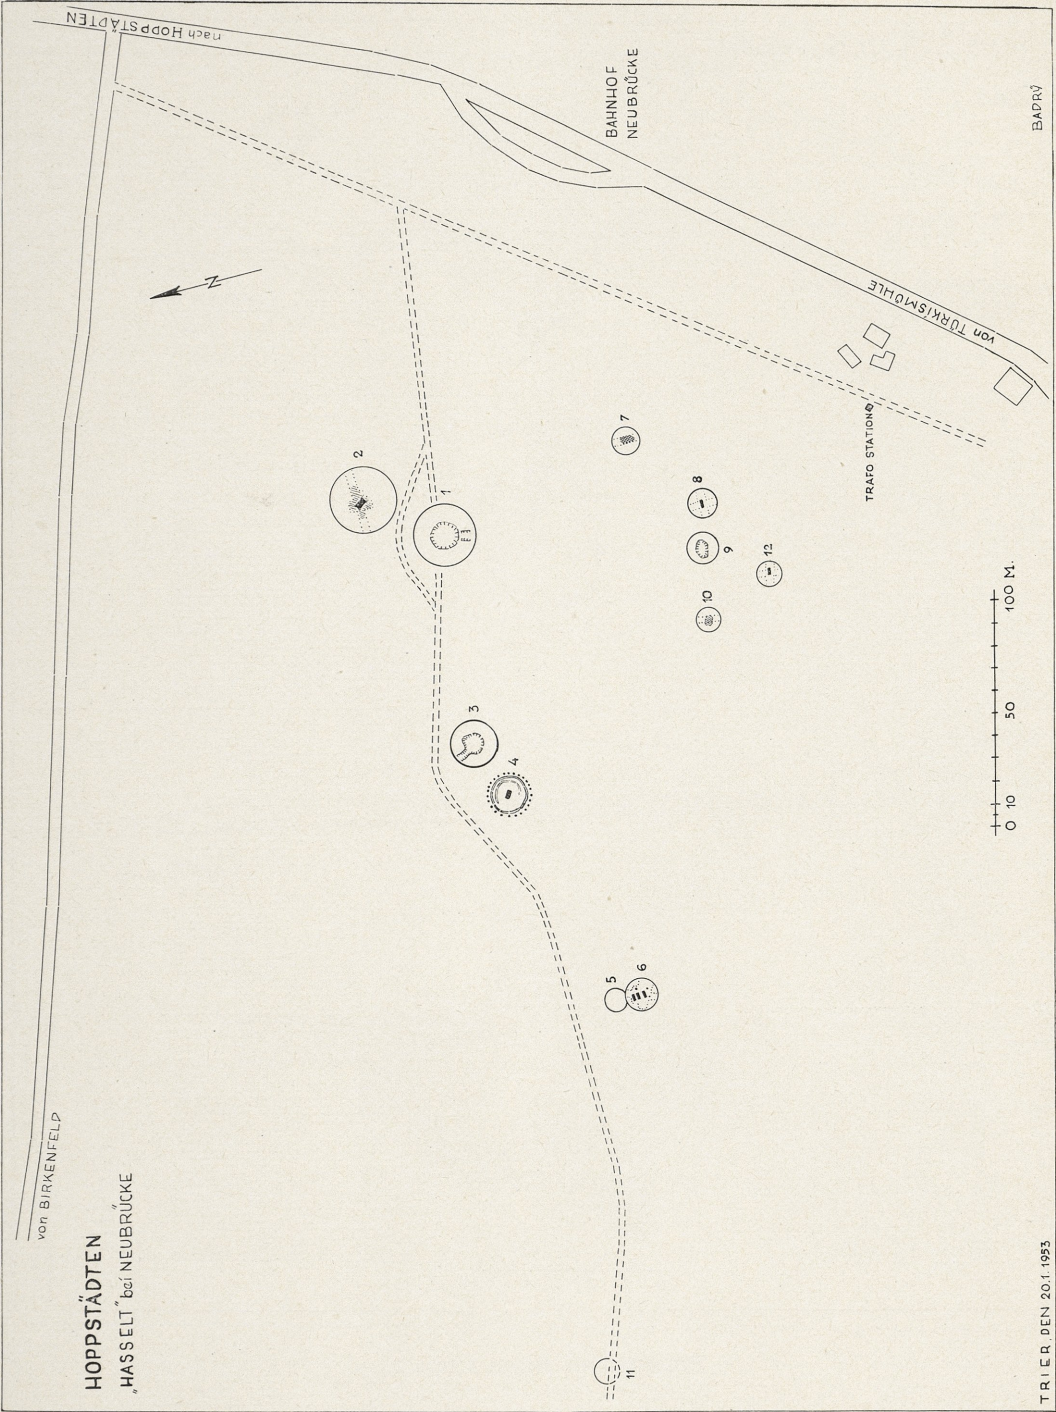 HOPPSTÄDTEN
„HASSELT" bei NEUBRÜCKE
von BIRKENFELD
nach HOPPSTÄDTEN
N
BAHNHOF
NEUBRÜCKE
von TÜRKISMÜHLE
TRAFO STATION
2
1
3
4
5
6
7
8
9
10
12
11
0 10 50 100 M.
TRIER, DEN 20.1.1953
BADRY